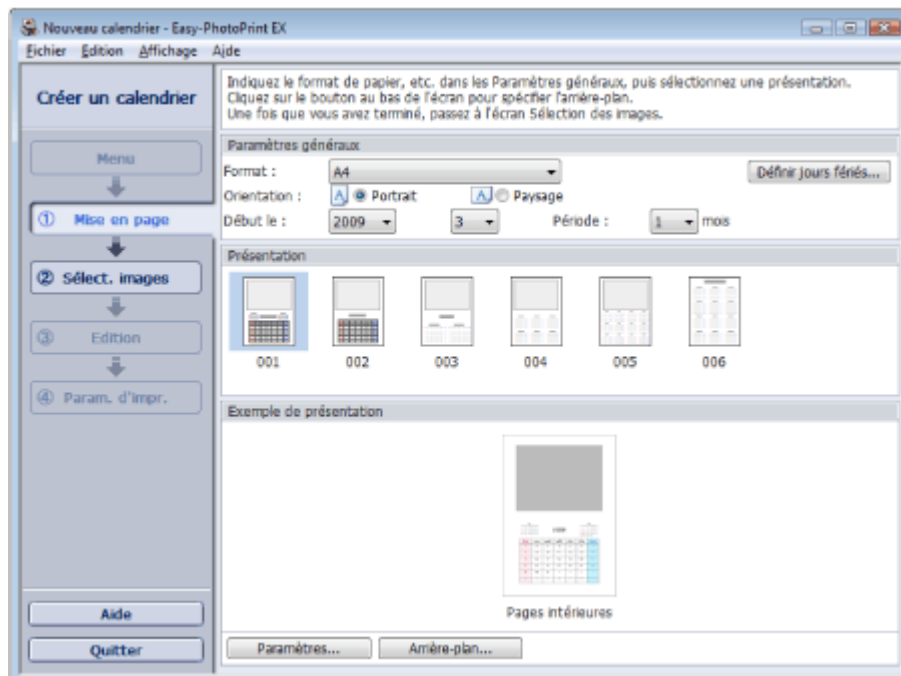 Nouveau calendrier - Easy-PhotoPrint EX
Fichier Edition Affichage Aide
Créer un calendrier
Menu
① Mise en page
② Sélect. images
③ Edition
④ Param. d'impr.
Aide
Quitter
Indiquez le format de papier, etc. dans les Paramètres généraux, puis sélectionnez une présentation.
Cliquez sur le bouton au bas de l'écran pour spécifier l'arrière-plan.
Une fois que vous avez terminé, passez à l'écran Sélection des images.
Paramètres généraux
Format : A4 Définir jours fériés...
Orientation : A Portrait A Paysage
Début le : 2009 3 Période : 1 mois
Présentation
001 002 003 004 005 006
Exemple de présentation
Pages intérieures
Paramètres... Arrière-plan...